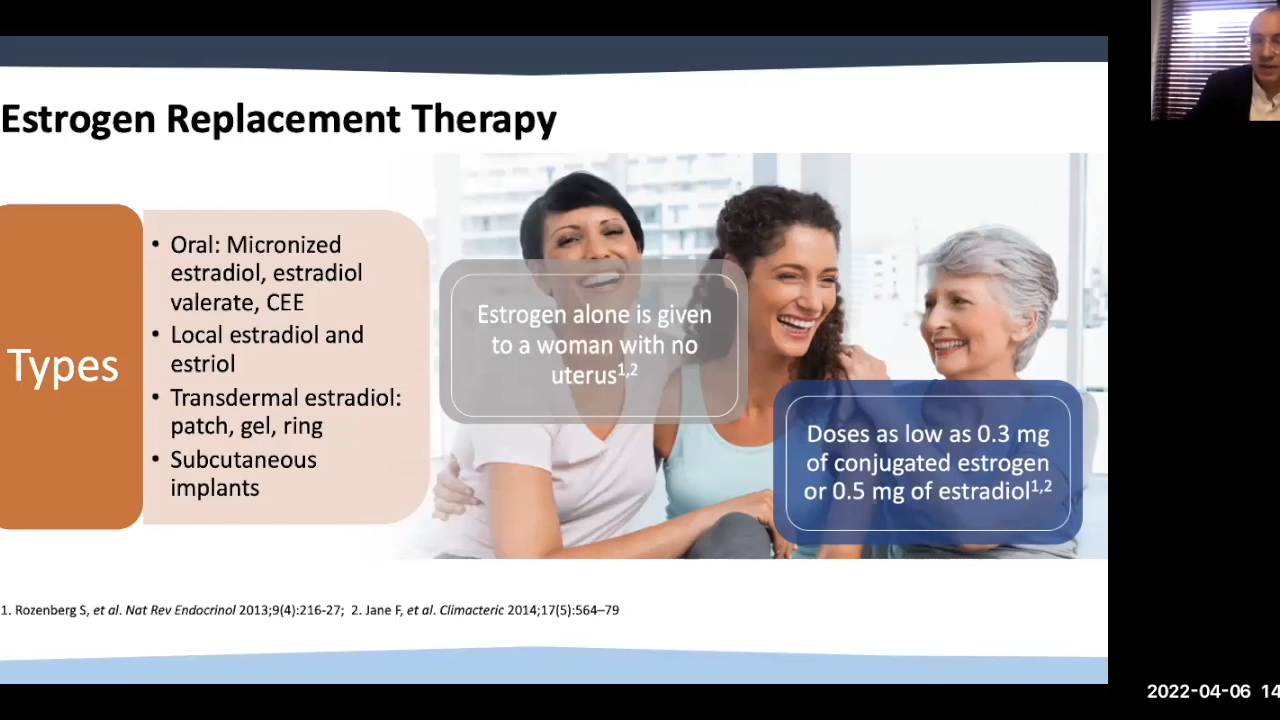 Estrogen Replacement Therapy
Types
• Oral: Micronized
estradiol, estradiol
valerate, CEE
• Local estradiol and
estriol
• Transdermal estradiol:
patch, gel, ring
• Subcutaneous
implants
Estrogen alone is given
to a woman with no
uterus1,2
Doses as low as 0.3 mg
of conjugated estrogen
or 0.5 mg of estradiol1,2
1. Rozenberg S, et al. Nat Rev Endocrinol 2013;9(4):216-27; 2. Jane F, et al. Climacteric 2014;17(5):564–79
2022-04-06 14